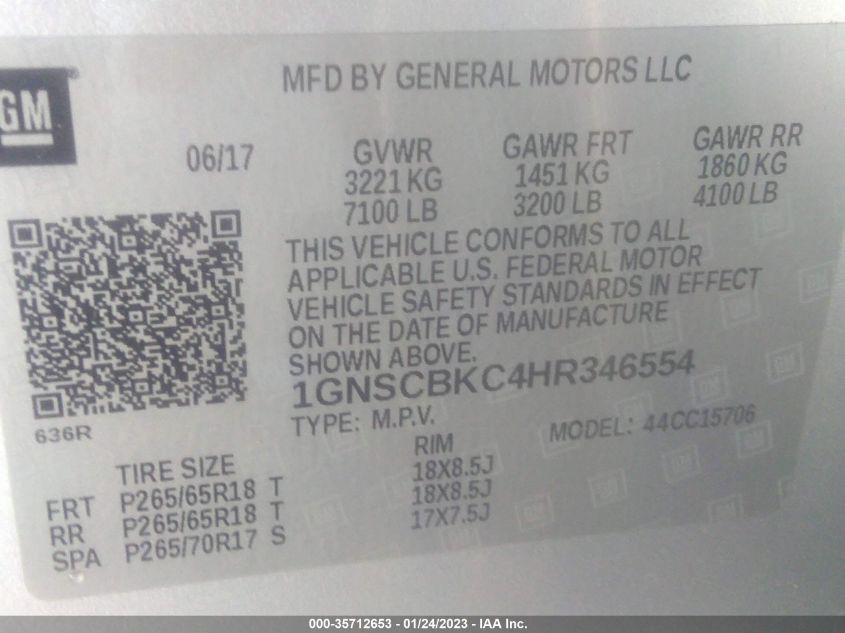 GM
MFD BY GENERAL MOTORS LLC
06/17
GVWR GAWR FRT GAWR RR
3221 KG 1451 KG 1860 KG
7100 LB 3200 LB 4100 LB
THIS VEHICLE CONFORMS TO ALL
APPLICABLE U.S. FEDERAL MOTOR
VEHICLE SAFETY STANDARDS IN EFFECT
ON THE DATE OF MANUFACTURE
SHOWN ABOVE.
1GNSCBKC4HR346554
636R
TYPE: M.P.V. MODEL: 44CC15706
TIRE SIZE RIM
FRT P265/65R18 T 18X8.5J
RR P265/65R18 T 18X8.5J
SPA P265/70R17 S 17X7.5J
000-35712653 - 01/24/2023 - IAA Inc.